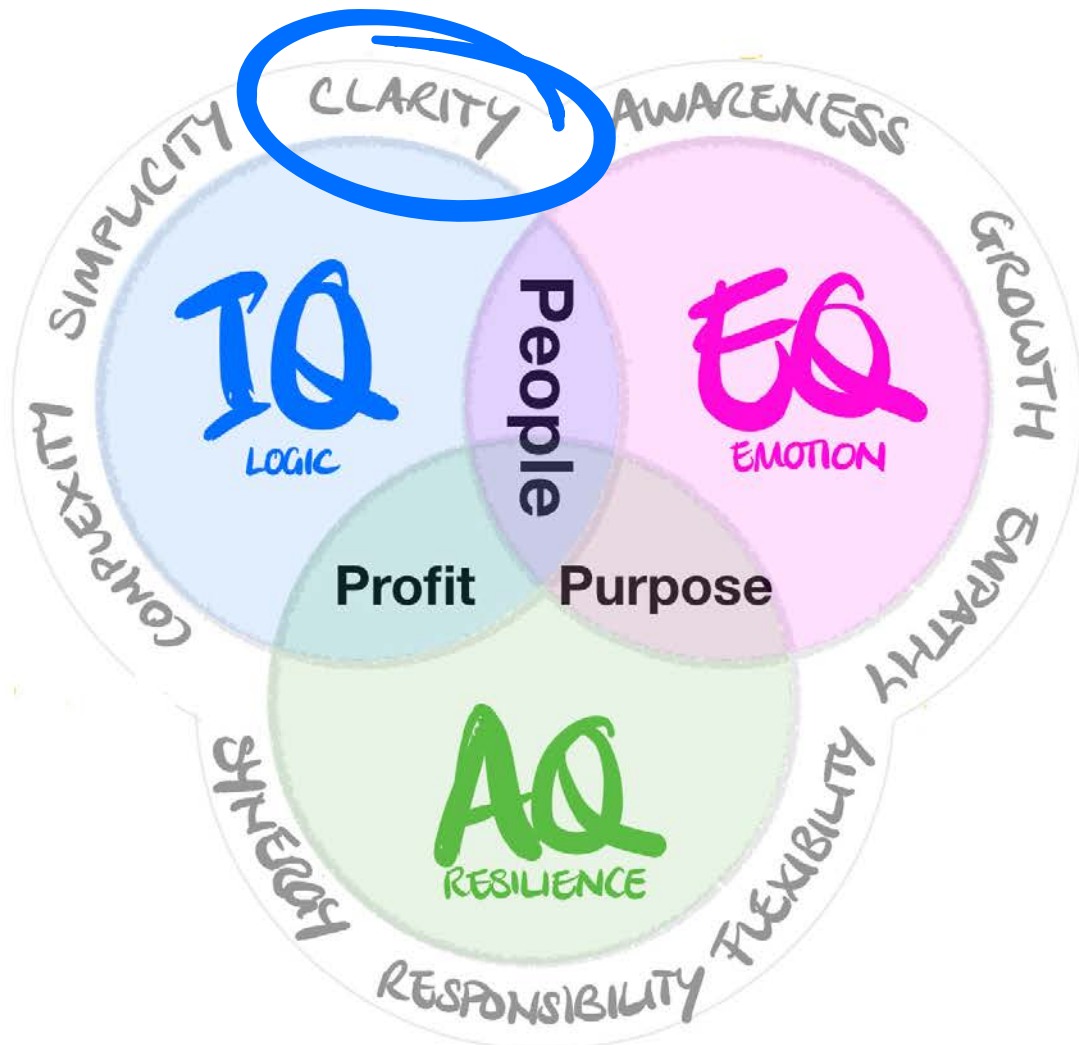 CLARITY
AWARENESS
SIMPLICITY
GROWTH
IQ
LOGIC
People
EQ
EMOTION
COMPLEXITY
EMPATHY
Profit
Purpose
AQ
RESILIENCE
SYNERGY
FLEXIBILITY
RESPONSIBILITY